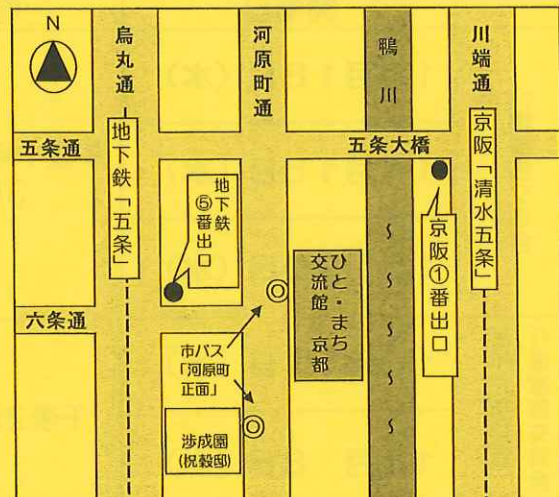 N
烏丸通
河原町通
鴨川
川端通
五条通
五条大橋
地下鉄「五条」
地下鉄
⑤番出口
京阪「清水五条」
京阪①番出口
ひと・まち
交流館 京都
六条通
市バス
「河原町
正面」
渉成園
(枳穀邸)